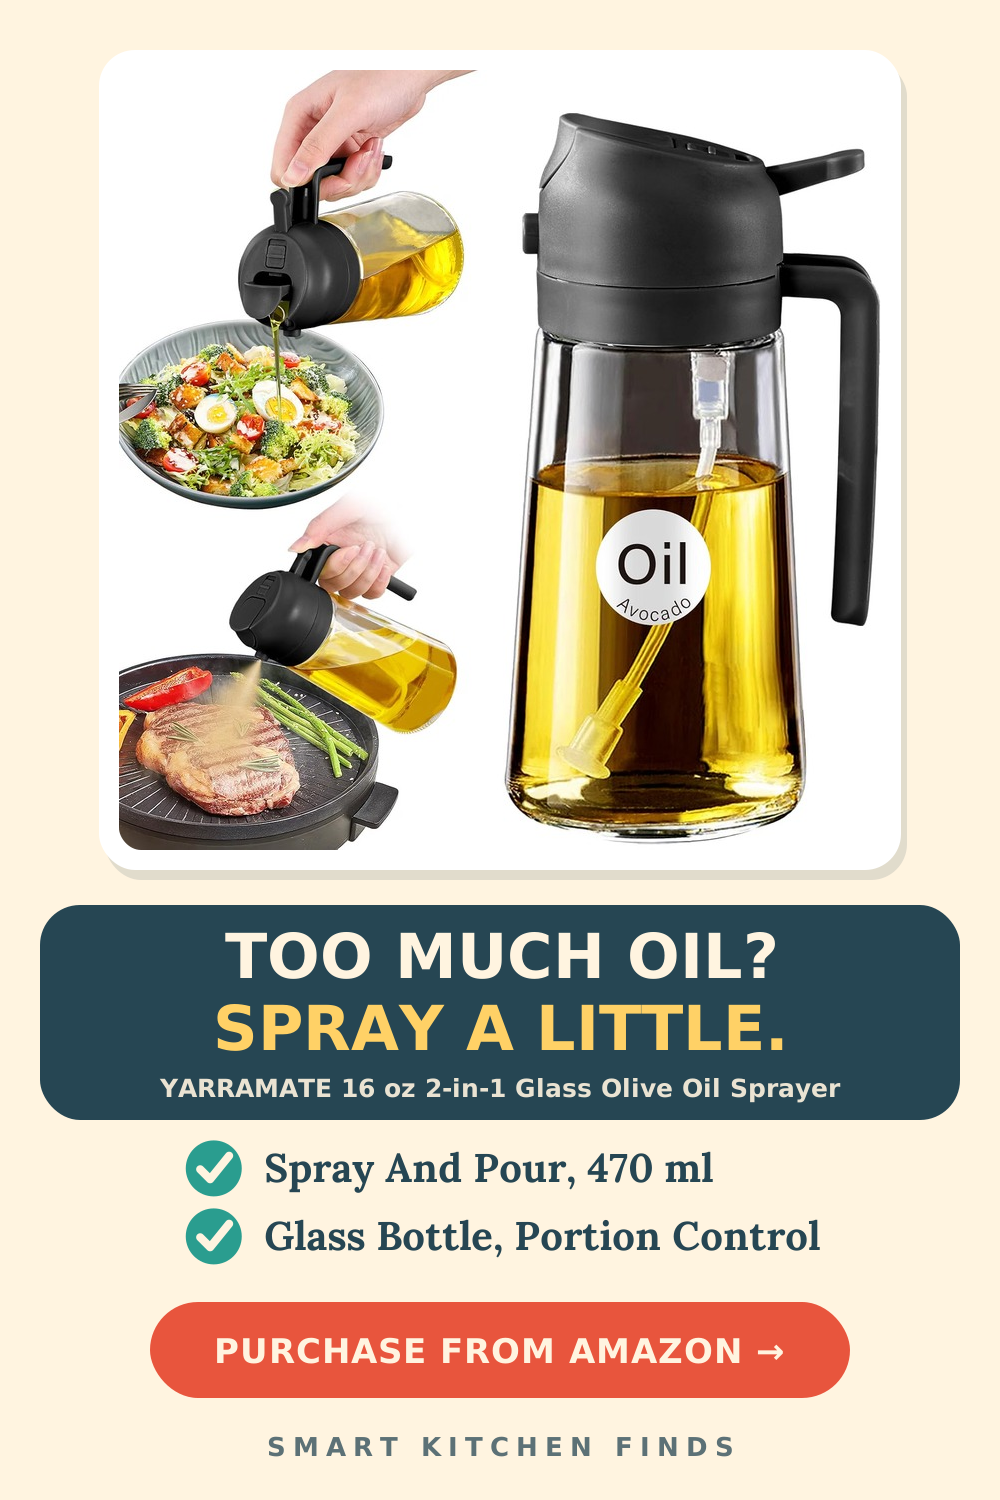 Oil
Avocado
TOO MUCH OIL?
SPRAY A LITTLE.
YARRAMATE 16 oz 2-in-1 Glass Olive Oil Sprayer
Spray And Pour, 470 ml
Glass Bottle, Portion Control
PURCHASE FROM AMAZON →
SMART KITCHEN FINDS